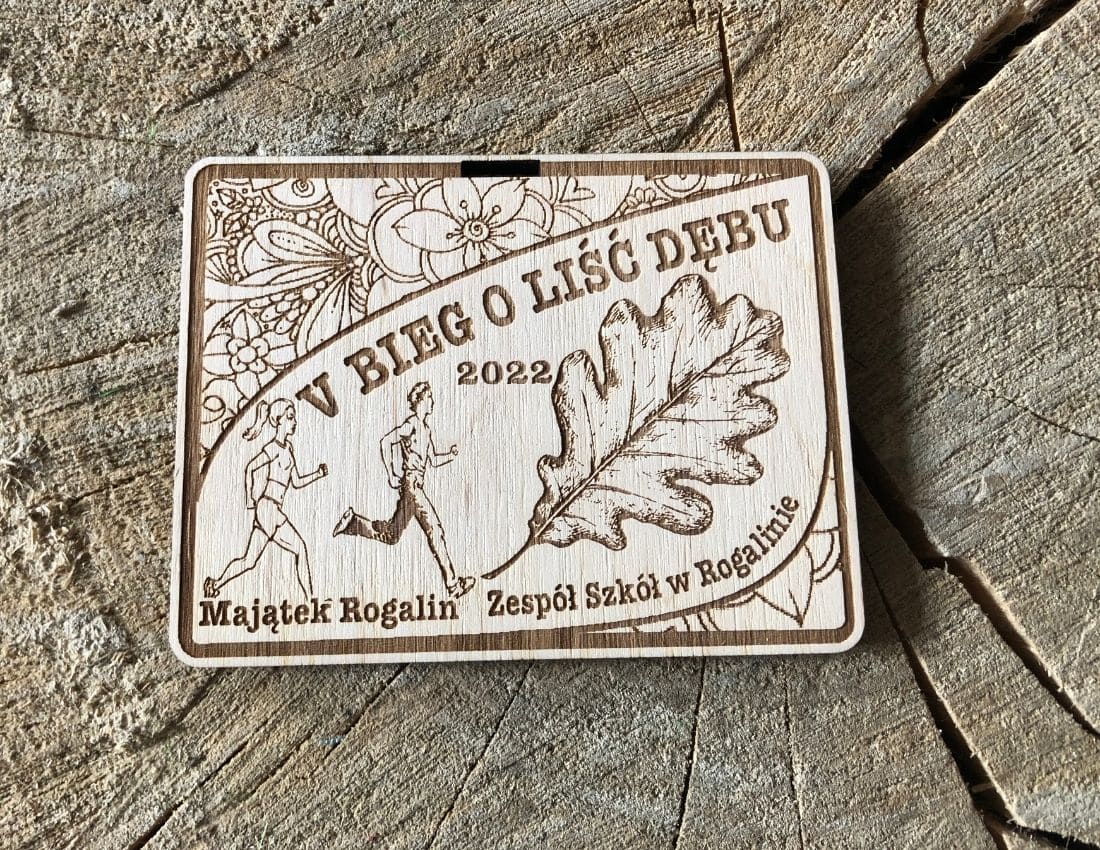 V BIEG O LIŚĆ DĘBU
2022
Majątek Rogalin
Zespół Szkół w Rogalinie